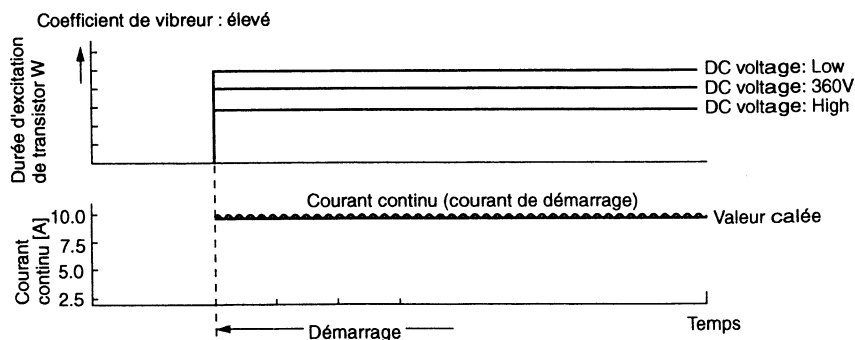 Coefficient de vibreur : élevé
Durée d'excitation
de transistor W
DC voltage: Low
DC voltage: 360V
DC voltage: High
Courant continu (courant de démarrage)
Valeur calée
Courant
continu [A]
10.0
7.5
5.0
2.5
Démarrage
Temps